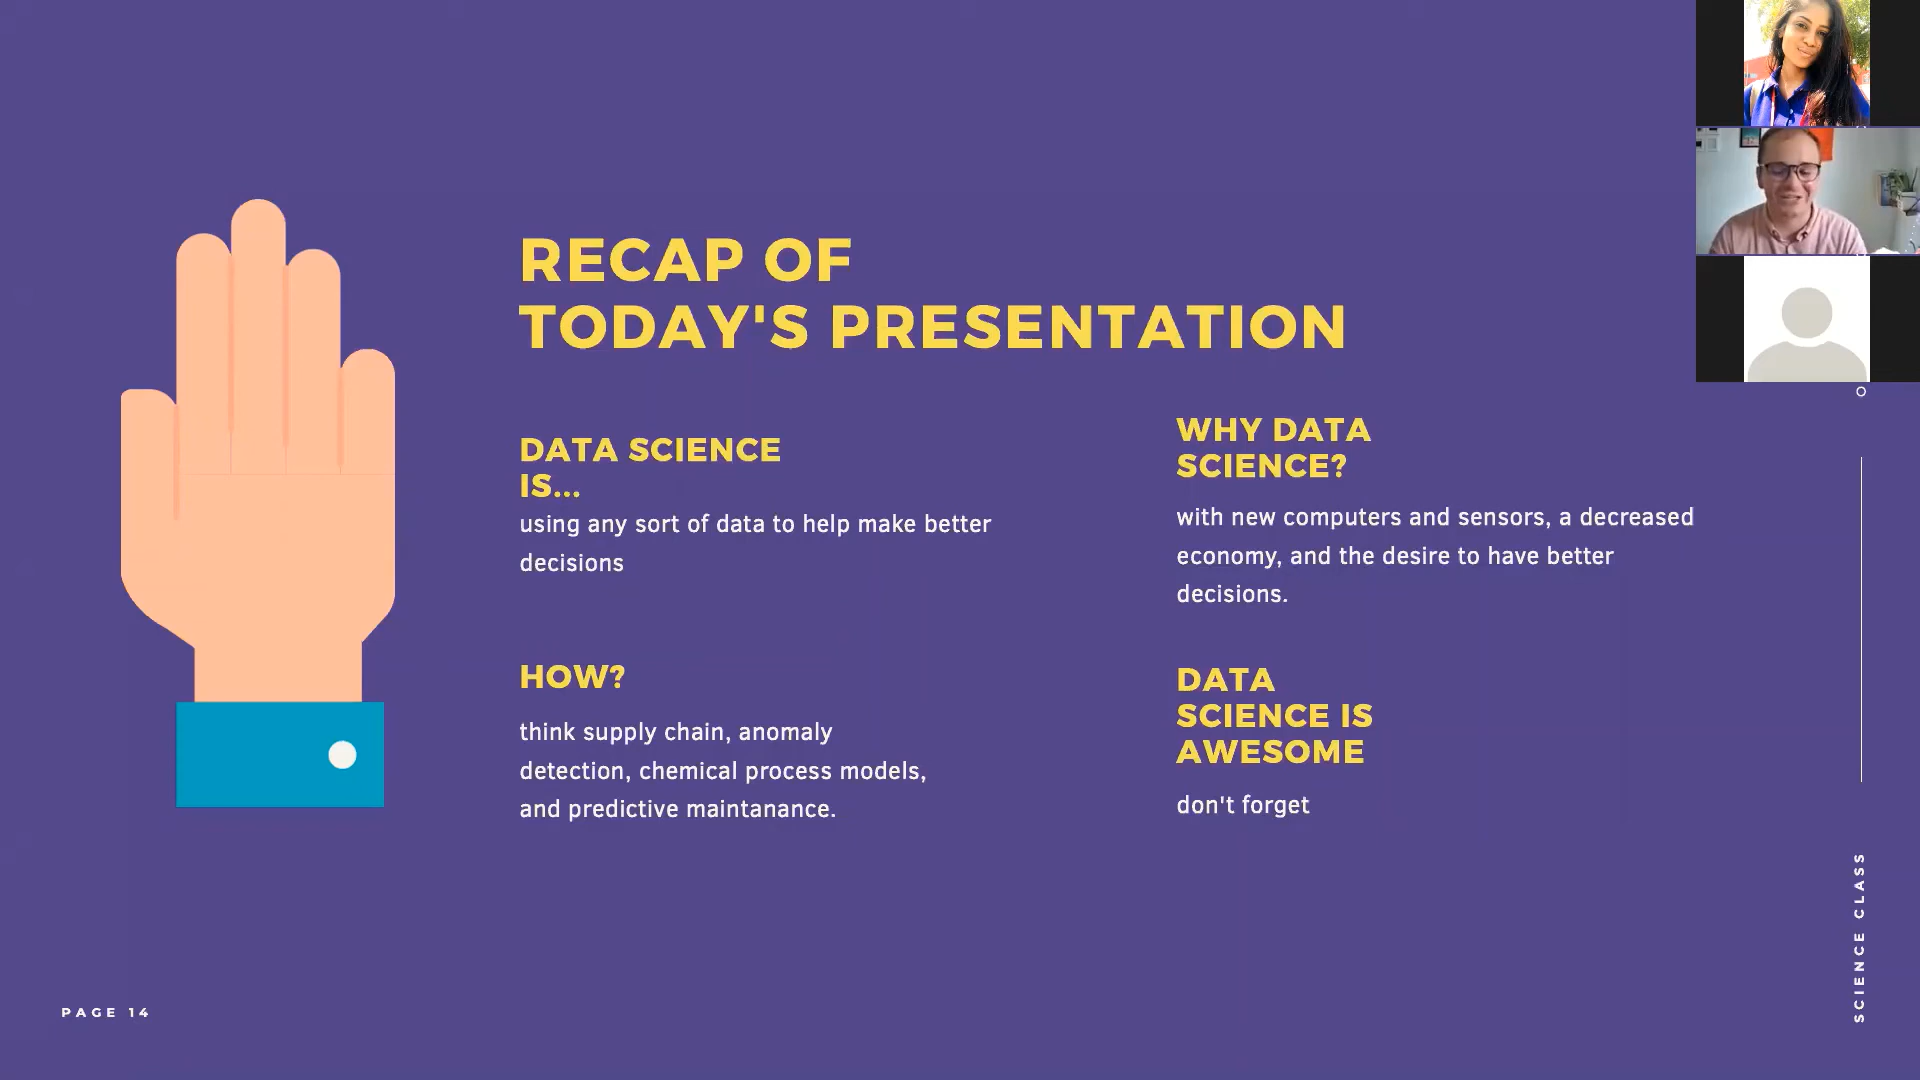 RECAP OF
TODAY'S PRESENTATION
DATA SCIENCE
IS...
using any sort of data to help make better
decisions
WHY DATA
SCIENCE?
with new computers and sensors, a decreased
economy, and the desire to have better
decisions.
HOW?
think supply chain, anomaly
detection, chemical process models,
and predictive maintanance.
DATA
SCIENCE IS
AWESOME
don't forget
PAGE 14
SCIENCE CLASS